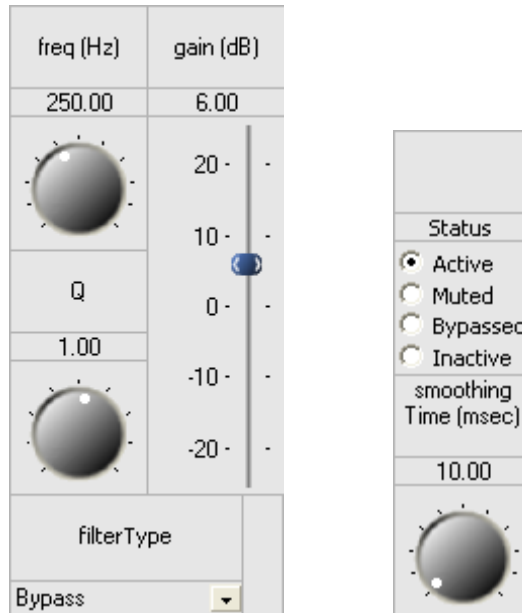 freq (Hz)
gain (dB)
250.00
6.00
20 -
10 -
0 -
-10 -
-20 -
Q
1.00
filterType
Bypass
Status
Active
Muted
Bypassed
Inactive
smoothing
Time (msec)
10.00